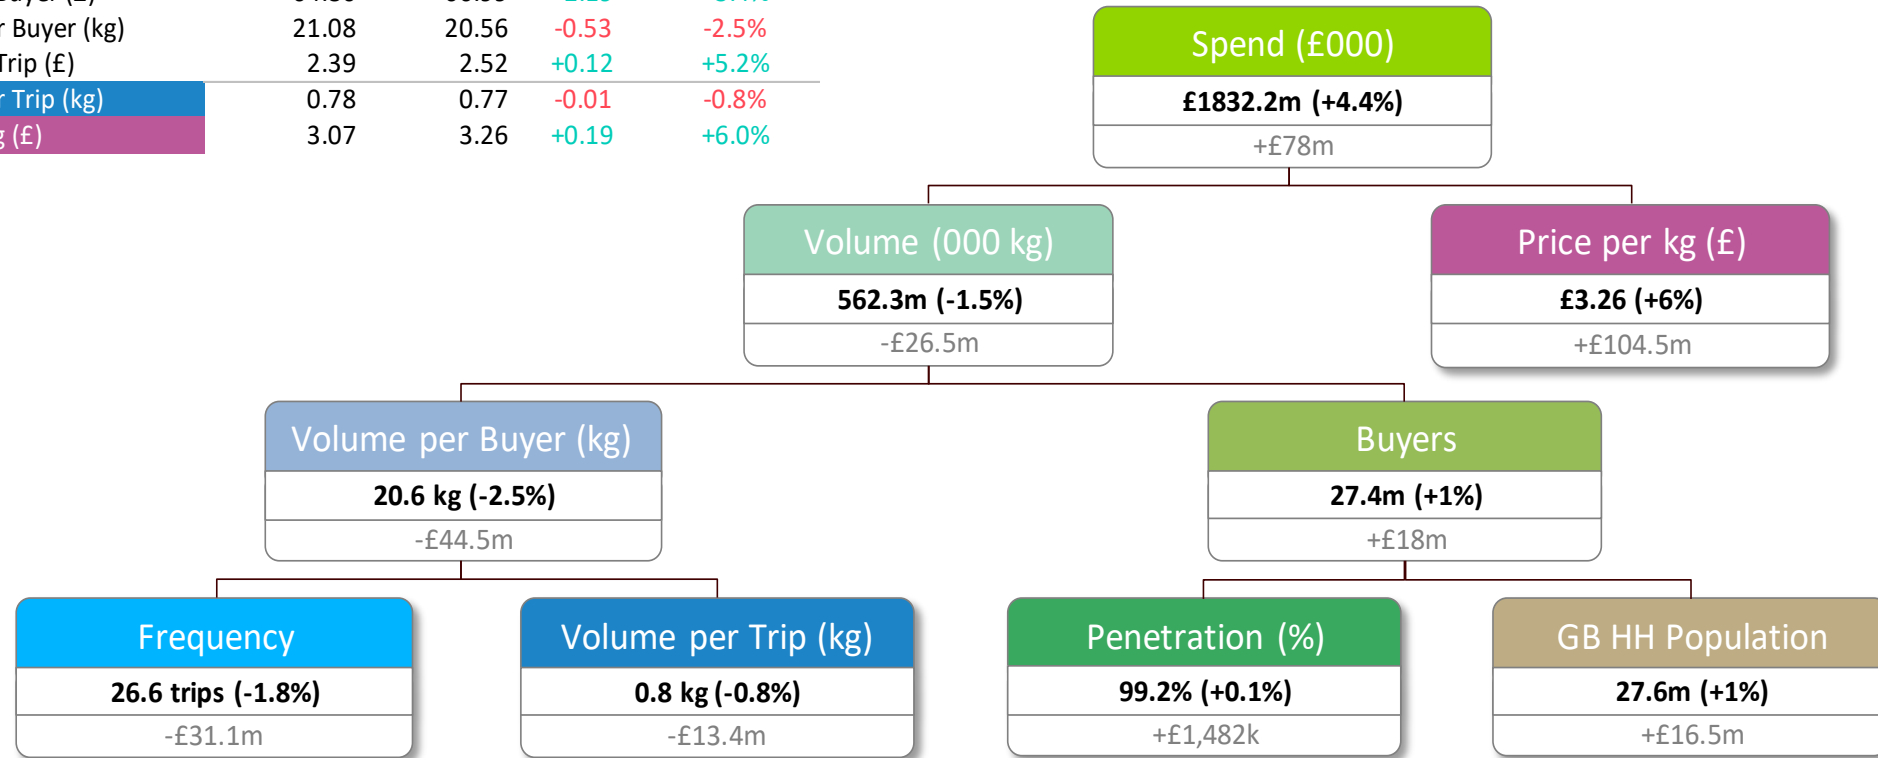 r Buyer (kg) 21.08 20.56 -0.53 -2.5%
Trip (£) 2.39 2.52 +0.12 +5.2%
r Trip (kg) 0.78 0.77 -0.01 -0.8%
g (£) 3.07 3.26 +0.19 +6.0%
Spend (£000)
£1832.2m (+4.4%)
+£78m
Volume (000 kg)
562.3m (-1.5%)
-£26.5m
Price per kg (£)
£3.26 (+6%)
+£104.5m
Volume per Buyer (kg)
20.6 kg (-2.5%)
-£44.5m
Buyers
27.4m (+1%)
+£18m
Frequency
26.6 trips (-1.8%)
-£31.1m
Volume per Trip (kg)
0.8 kg (-0.8%)
-£13.4m
Penetration (%)
99.2% (+0.1%)
+£1,482k
GB HH Population
27.6m (+1%)
+£16.5m